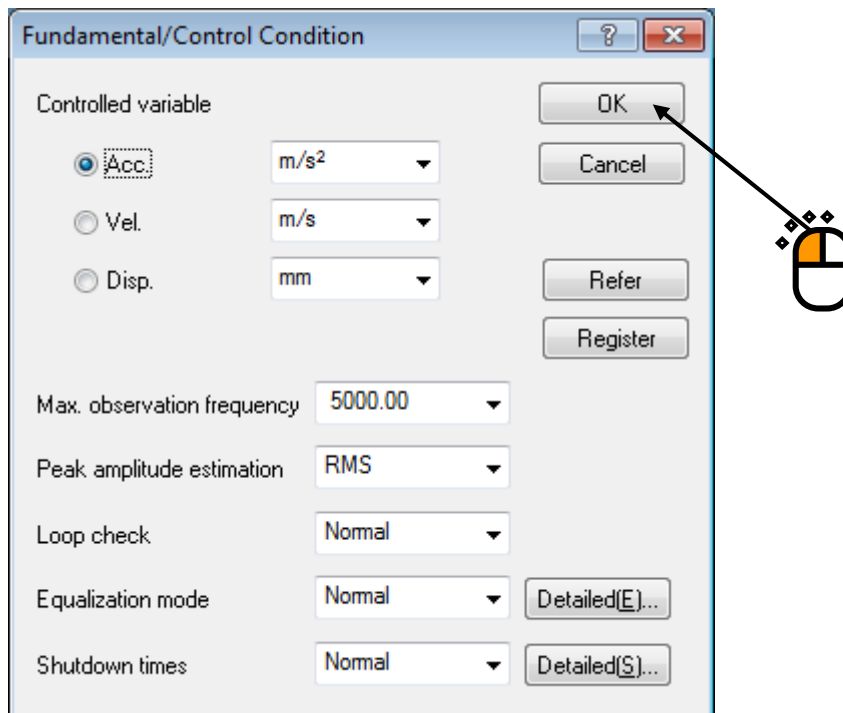 Fundamental/Control Condition
?
Controlled variable
OK
Acc.
m/s²
Cancel
Vel.
m/s
Disp.
mm
Refer
Register
Max. observation frequency
5000.00
Peak amplitude estimation
RMS
Loop check
Normal
Equalization mode
Normal
Detailed(E)...
Shutdown times
Normal
Detailed(S)...